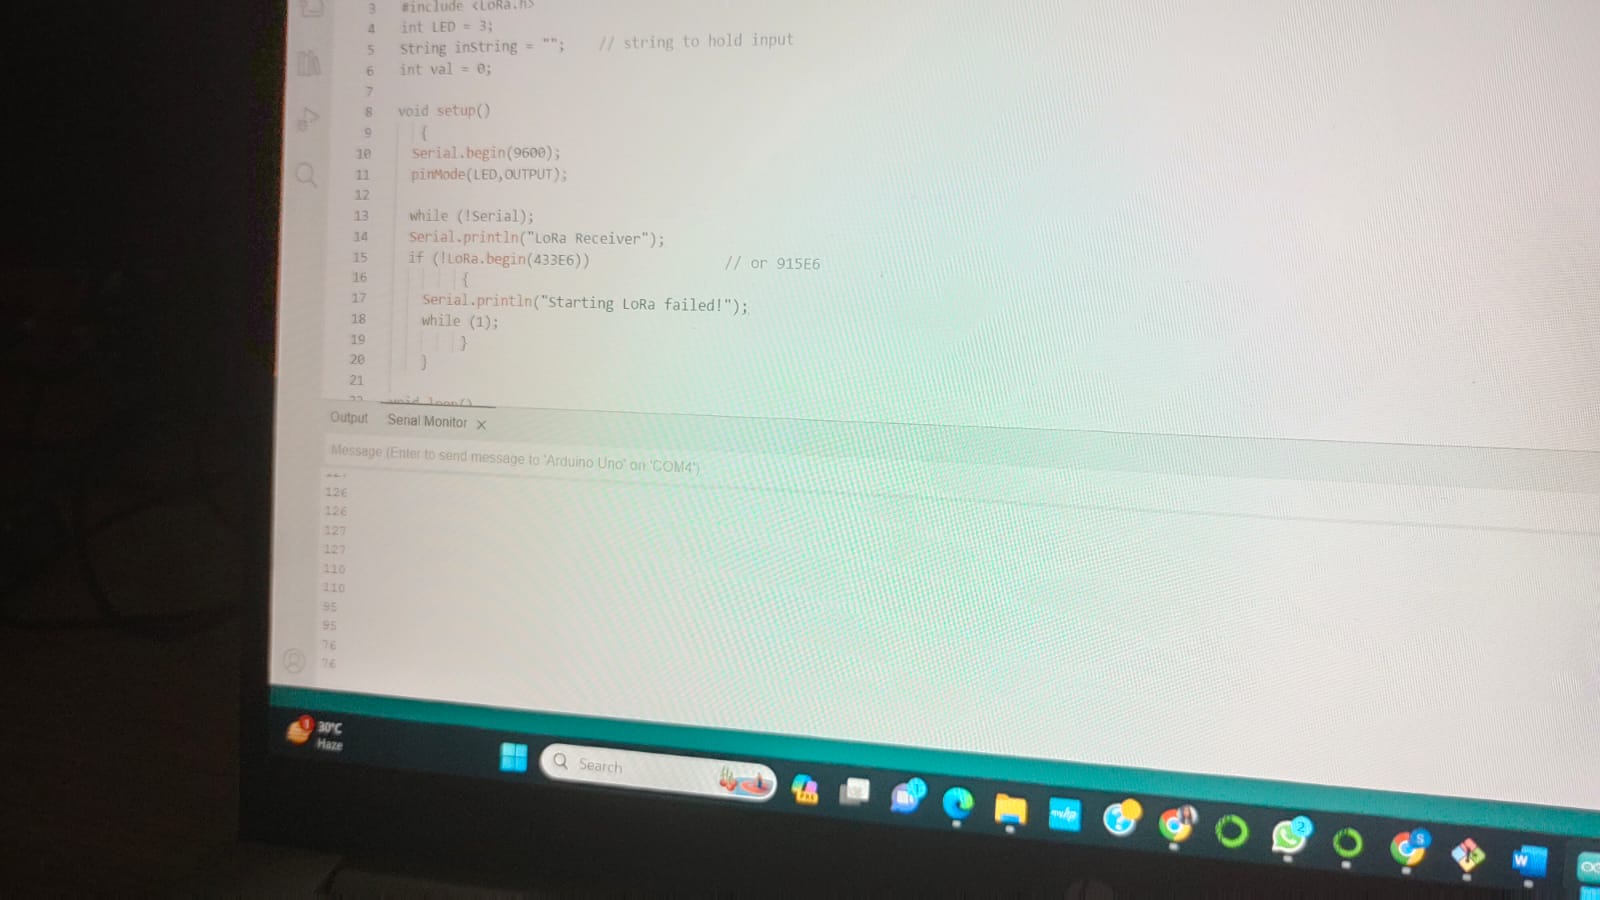 3 #include <LoRa.h>
4 int LED = 3;
5 String inString = ""; // string to hold input
6 int val = 0;
7
8 void setup()
9 {
10 Serial.begin(9600);
11 pinMode(LED,OUTPUT);
12
13 while (!Serial);
14 Serial.println("LoRa Receiver");
15 if (!LoRa.begin(433E6)) // or 915E6
16 {
17 Serial.println("Starting LoRa failed!");
18 while (1);
19 }
20 }
21
22 void loop()
Output Serial Monitor x
Message (Enter to send message to 'Arduino Uno' on 'COM4')
126
126
127
127
110
110
95
95
76
76
1 30°C
Haze
Search
PRE
myhp
2
S
W